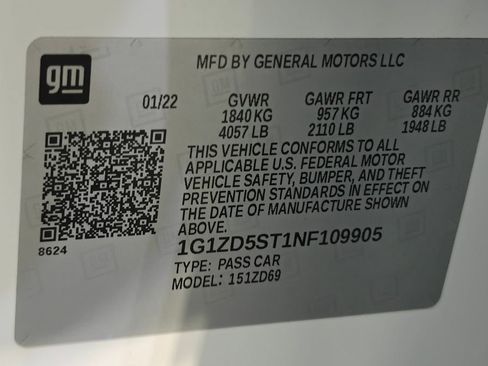 gm
MFD BY GENERAL MOTORS LLC
01/22 GVWR GAWR FRT GAWR RR
1840 KG 957 KG 884 KG
4057 LB 2110 LB 1948 LB
THIS VEHICLE CONFORMS TO ALL
APPLICABLE U.S. FEDERAL MOTOR
VEHICLE SAFETY, BUMPER, AND THEFT
PREVENTION STANDARDS IN EFFECT ON
THE DATE OF MANUFACTURE SHOWN
ABOVE.
8624
1G1ZD5ST1NF109905
TYPE: PASS CAR
MODEL: 151ZD69